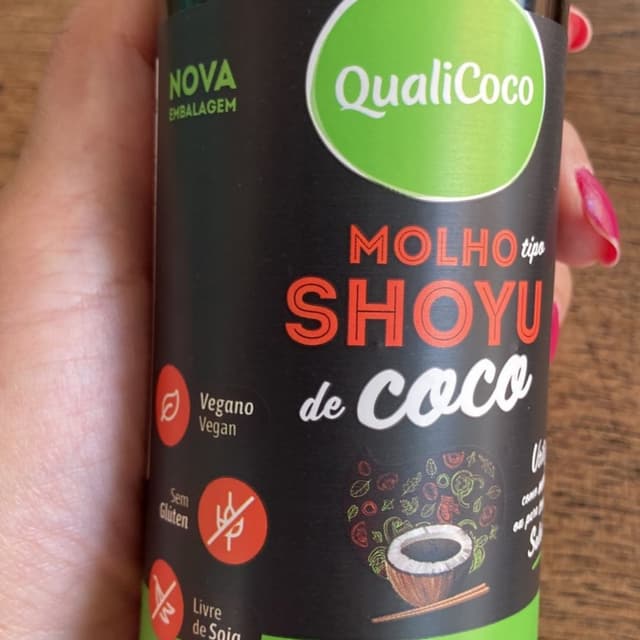 NOVA
EMBALAGEM
QualiCoco
MOLHO tipo
SHOYU
de coco
Vegano
Vegan
Sem
Glúten
Livre
de Soja